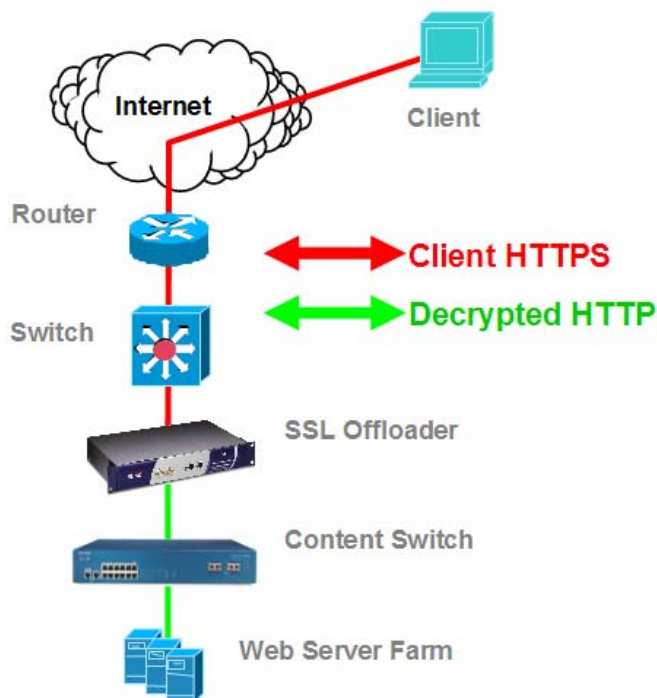 Internet
Client
Router
Client HTTPS
Decrypted HTTP
Switch
SSL Offloader
Content Switch
Web Server Farm